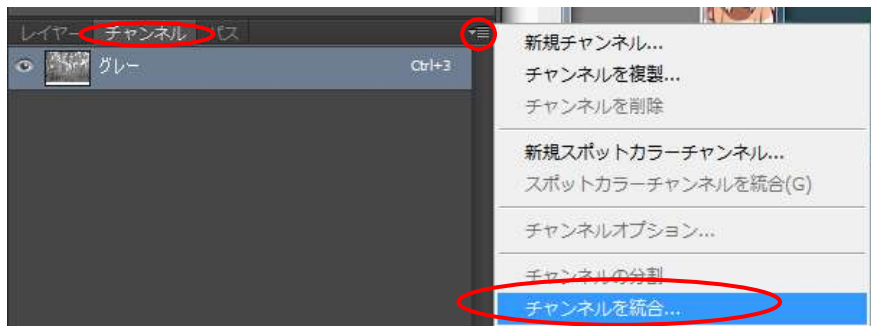 レイヤー チャンネル パス
グレー Ctrl+3
新規チャンネル...
チャンネルを複製...
チャンネルを削除
新規スポットカラーチャンネル...
スポットカラーチャンネルを統合(G)
チャンネルオプション...
チャンネルの分割
チャンネルを統合...